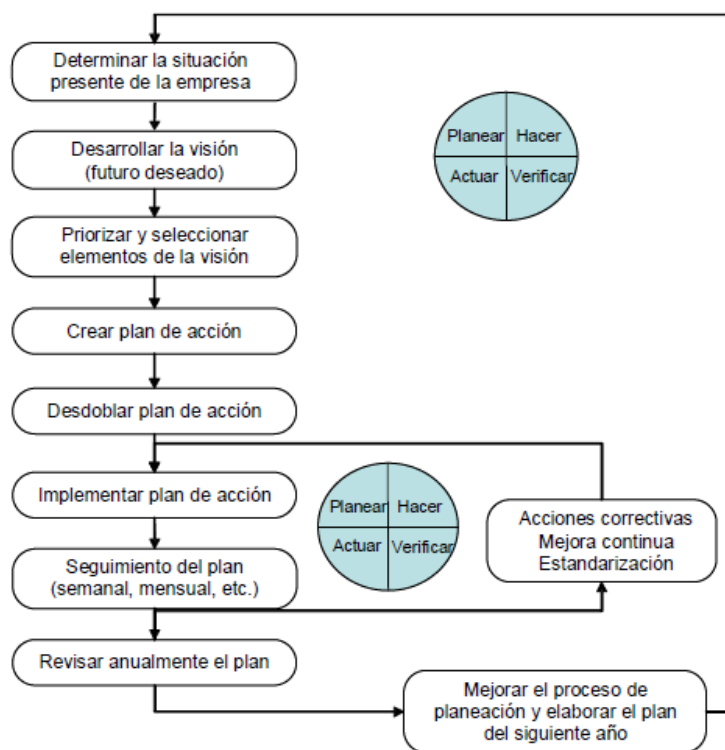 Determinar la situación
presente de la empresa
Planear
Hacer
Actuar
Verificar
Desarrollar la visión
(futuro deseado)
Priorizar y seleccionar
elementos de la visión
Crear plan de acción
Desdoblar plan de acción
Implementar plan de acción
Planear
Hacer
Actuar
Verificar
Acciones correctivas
Mejora continua
Estandarización
Seguimiento del plan
(semanal, mensual, etc.)
Revisar anualmente el plan
Mejorar el proceso de
planeación y elaborar el plan
del siguiente año